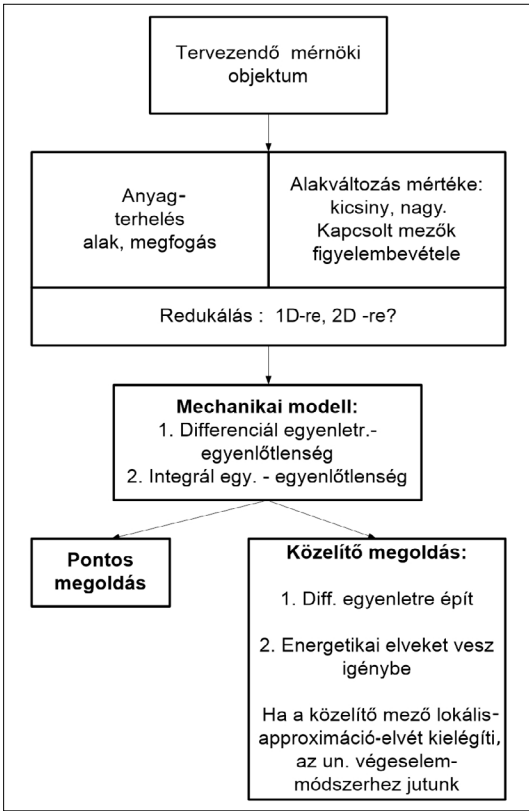 Tervezendő mérnöki
objektum
Anyag-
terhelés
alak, megfogás
Alakváltozás mértéke:
kicsiny, nagy.
Kapcsolt mezők
figyelembevétele
Redukálás : 1D-re, 2D -re?
Mechanikai modell:
1. Differenciál egyenletr.-
egyenlőtlenség
2. Integrál egy. - egyenlőtlenség
Pontos
megoldás
Közelítő megoldás:
1. Diff. egyenletre épít
2. Energetikai elveket vesz
igénybe
Ha a közelítő mező lokális-
approximáció-elvét kielégíti,
az un. végeselem-
módszerhez jutunk